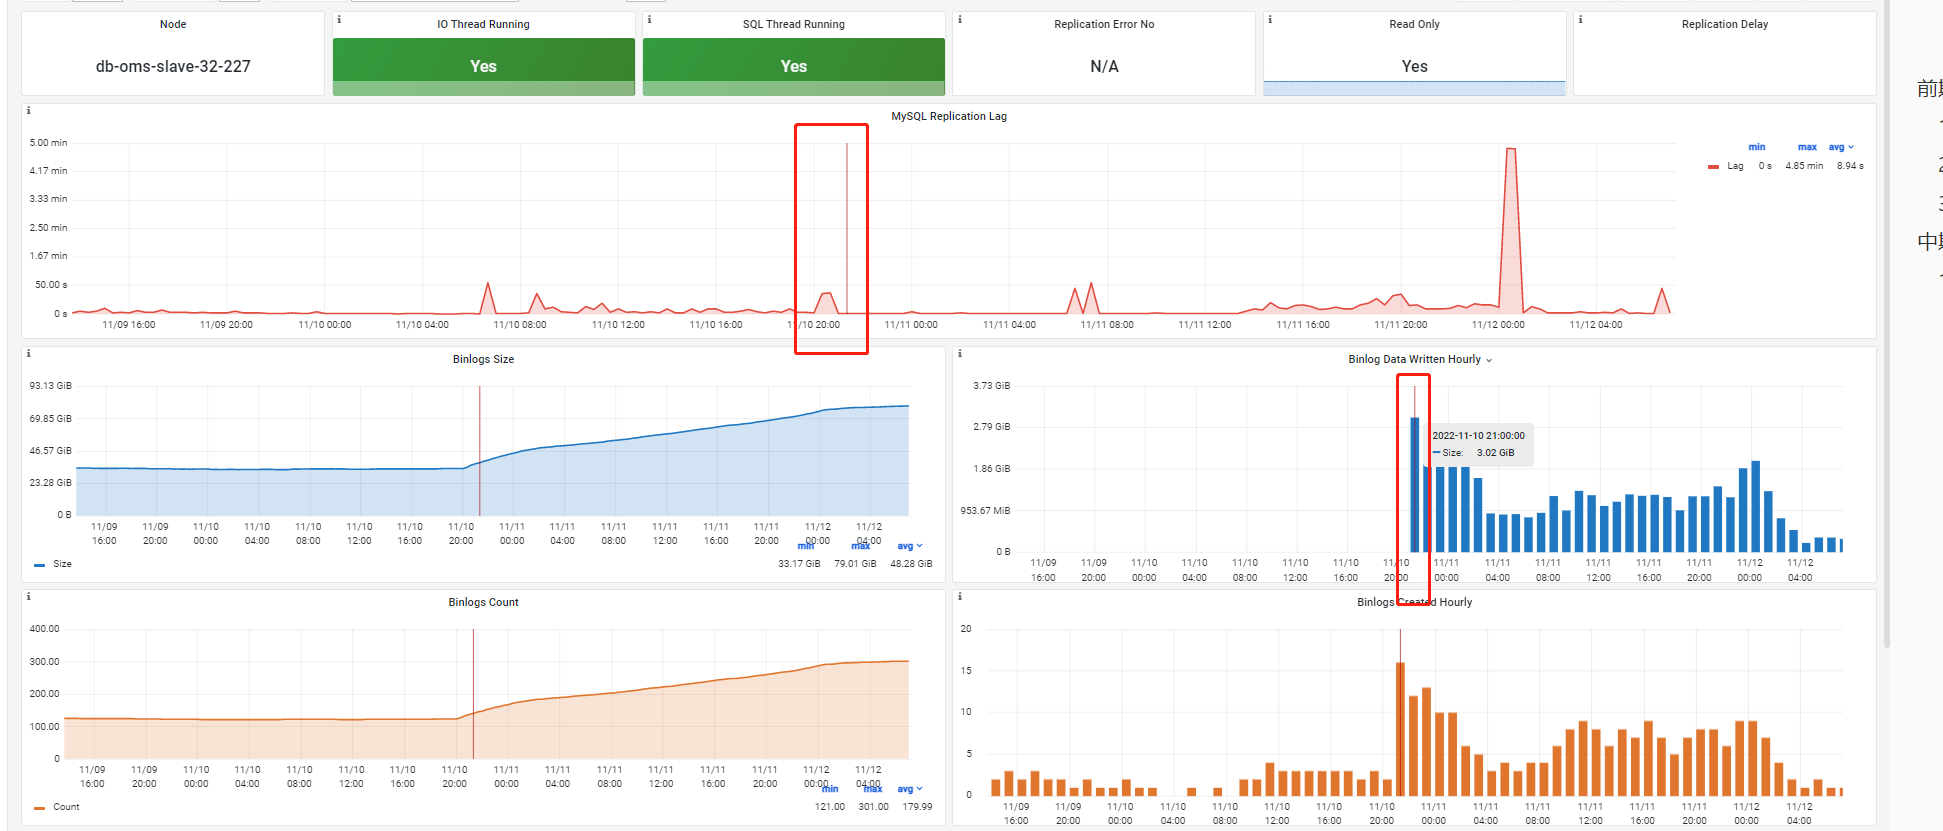 Node
IO Thread Running
SQL Thread Running
Replication Error No
Read Only
Replication Delay
db-oms-slave-32-227
Yes
Yes
N/A
Yes
MySQL Replication Lag
5.00 min
4.17 min
3.33 min
2.50 min
1.67 min
50.00 s
0 s
11/09 16:00
11/09 20:00
11/10 00:00
11/10 04:00
11/10 08:00
11/10 12:00
11/10 16:00
11/10 20:00
11/11 00:00
11/11 04:00
11/11 08:00
11/11 12:00
11/11 16:00
11/11 20:00
11/12 00:00
11/12 04:00
min max avg
Lag 0 s 4.85 min 8.94 s
Binlogs Size
93.13 GiB
69.85 GiB
46.57 GiB
23.28 GiB
0 B
11/09 11/09 11/10 11/10 11/10 11/10 11/10 11/10 11/11 11/11 11/11 11/11 11/11 11/11 11/12 11/12
16:00 20:00 00:00 04:00 08:00 12:00 16:00 20:00 00:00 04:00 08:00 12:00 16:00 20:00 00:00 04:00
min max avg
Size 33.17 GiB 79.01 GiB 48.28 GiB
Binlog Data Written Hourly
3.73 GiB
2.79 GiB
1.86 GiB
953.67 MiB
0 B
2022-11-10 21:00:00
Size: 3.02 GiB
11/09 11/09 11/10 11/10 11/10 11/10 11/10 11/10 11/11 11/11 11/11 11/11 11/11 11/11 11/12 11/12
16:00 20:00 00:00 04:00 08:00 12:00 16:00 20:00 00:00 04:00 08:00 12:00 16:00 20:00 00:00 04:00
Binlogs Count
400.00
300.00
200.00
100.00
0
11/09 11/09 11/10 11/10 11/10 11/10 11/10 11/10 11/11 11/11 11/11 11/11 11/11 11/11 11/12 11/12
16:00 20:00 00:00 04:00 08:00 12:00 16:00 20:00 00:00 04:00 08:00 12:00 16:00 20:00 00:00 04:00
min max avg
Count 121.00 301.00 179.99
Binlogs Created Hourly
20
15
10
5
0
11/09 11/09 11/10 11/10 11/10 11/10 11/10 11/10 11/11 11/11 11/11 11/11 11/11 11/11 11/12 11/12
16:00 20:00 00:00 04:00 08:00 12:00 16:00 20:00 00:00 04:00 08:00 12:00 16:00 20:00 00:00 04:00
前
中